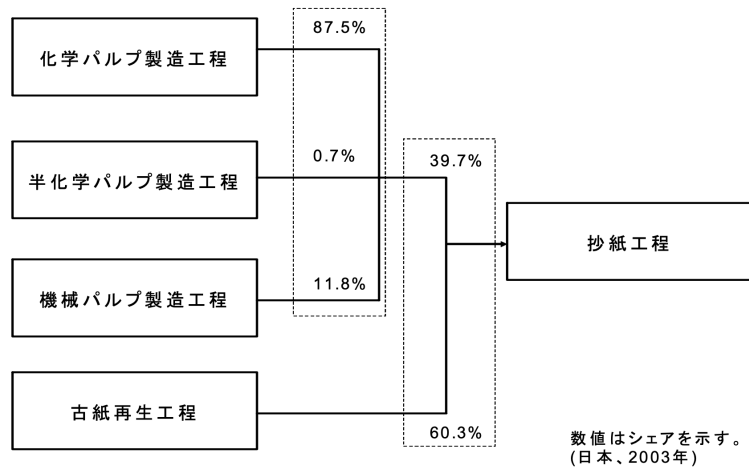 87.5%
化学パルプ製造工程
0.7%
39.7%
半化学パルプ製造工程
抄紙工程
11.8%
機械パルプ製造工程
古紙再生工程
60.3%
数値はシェアを示す。
(日本、2003年)